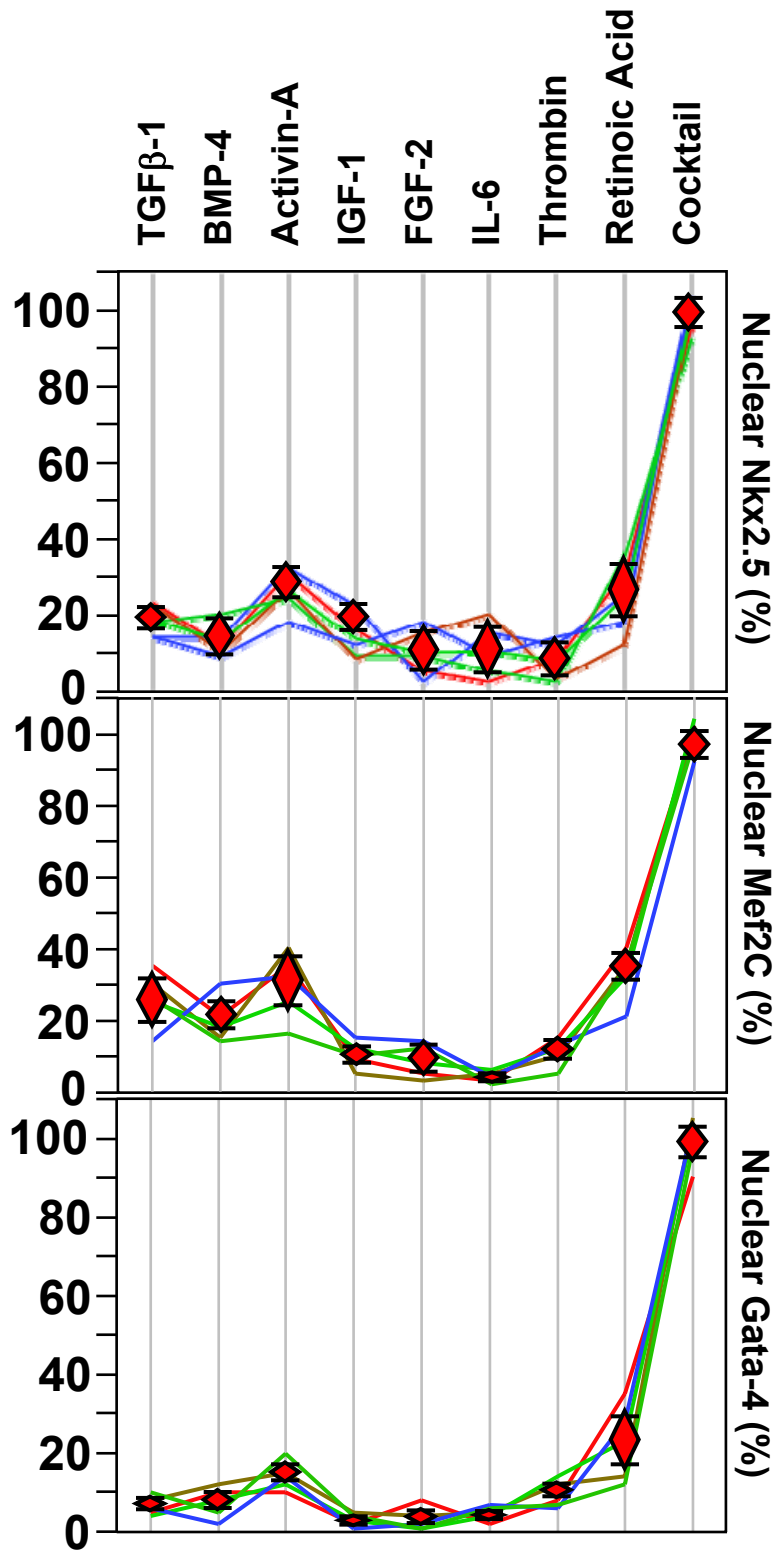 TGFβ-1
BMP-4
Activin-A
IGF-1
FGF-2
IL-6
Thrombin
Retinoic Acid
Cocktail
100
80
60
40
20
0
Nuclear Nkx2.5 (%)
100
80
60
40
20
0
Nuclear Mef2C (%)
100
80
60
40
20
0
Nuclear Gata-4 (%)